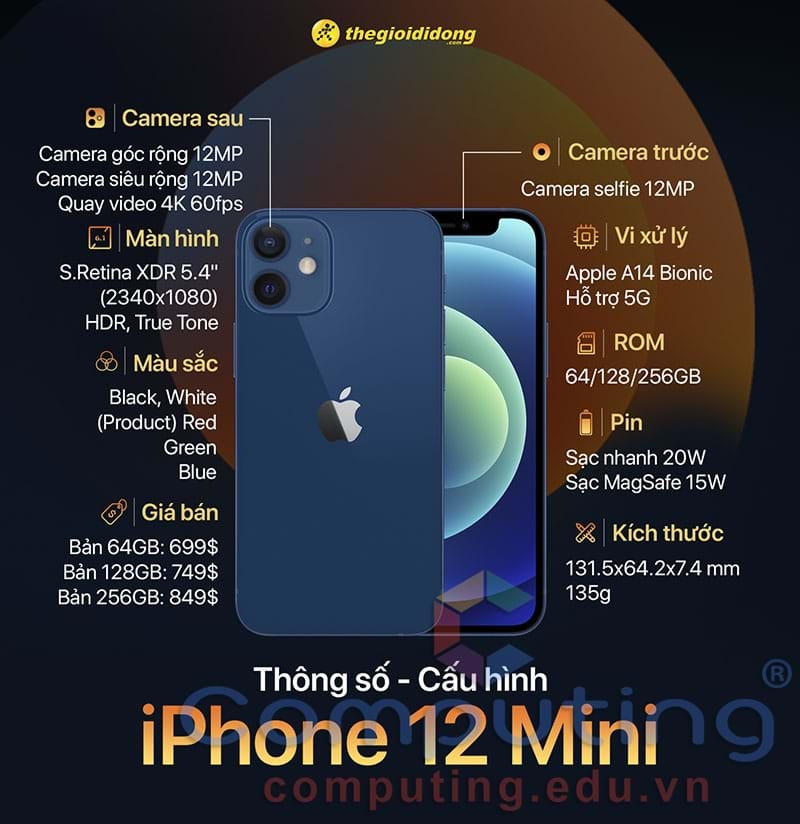 thegioididong
.com
Camera sau
Camera góc rộng 12MP
Camera siêu rộng 12MP
Quay video 4K 60fps
6.1
Màn hình
S.Retina XDR 5.4"
(2340x1080)
HDR, True Tone
Màu sắc
Black, White
(Product) Red
Green
Blue
Giá bán
Bản 64GB: 699$
Bản 128GB: 749$
Bản 256GB: 849$
Camera trước
Camera selfie 12MP
Vi xử lý
Apple A14 Bionic
Hỗ trợ 5G
ROM
64/128/256GB
Pin
Sạc nhanh 20W
Sạc MagSafe 15W
Kích thước
131.5x64.2x7.4 mm
135g
Thông số - Cấu hình
iPhone 12 Mini
Computing ®
computing.edu.vn